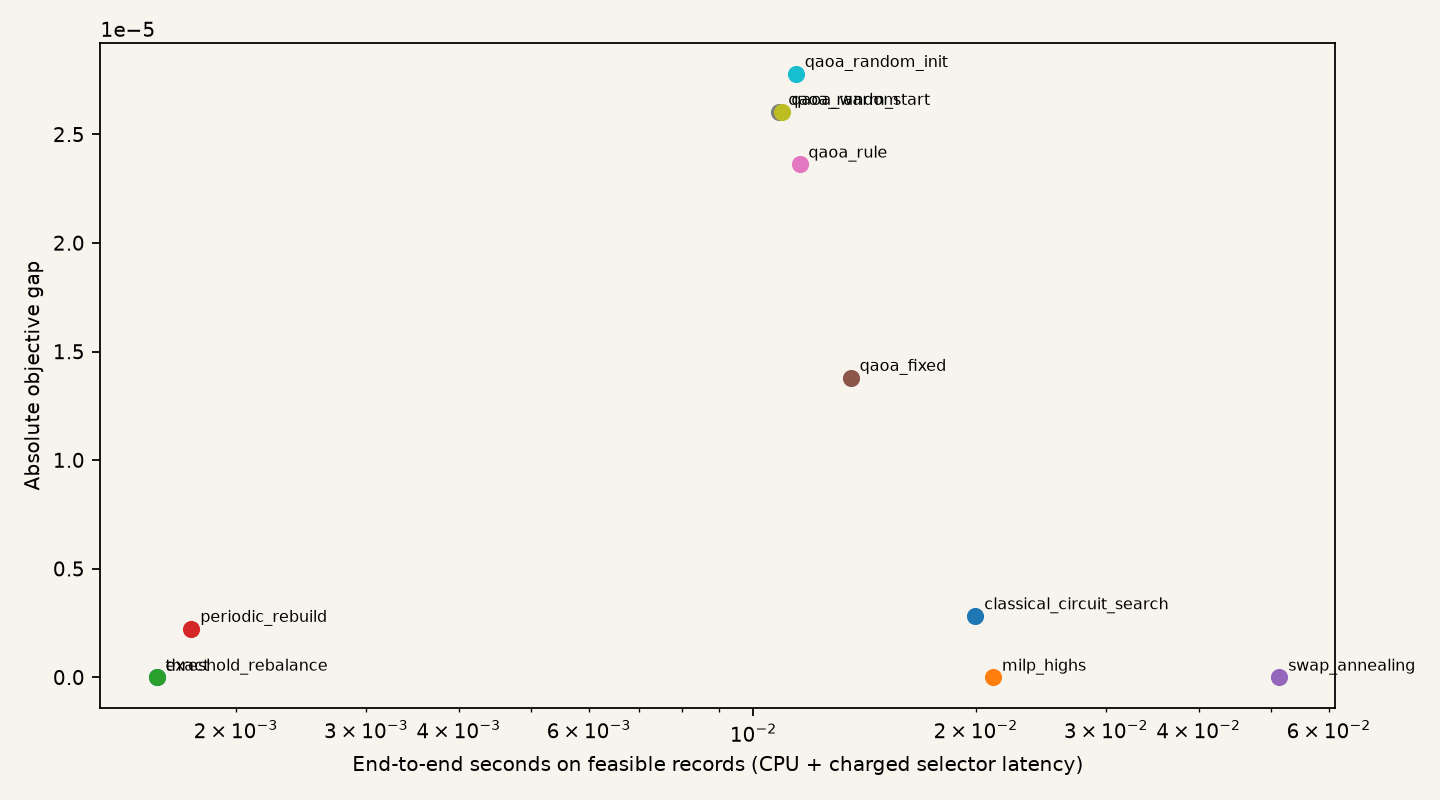 1e−5
qaoa_random_init
qaoa_random
qaoa_warm_start
2.5
qaoa_rule
2.0
Absolute objective gap
1.5
qaoa_fixed
1.0
0.5
classical_circuit_search
periodic_rebuild
exact
threshold_rebalance
milp_highs
swap_annealing
0.0
2 × 10⁻³
3 × 10⁻³
4 × 10⁻³
6 × 10⁻³
10⁻²
2 × 10⁻²
3 × 10⁻²
4 × 10⁻²
6 × 10⁻²
End-to-end seconds on feasible records (CPU + charged selector latency)